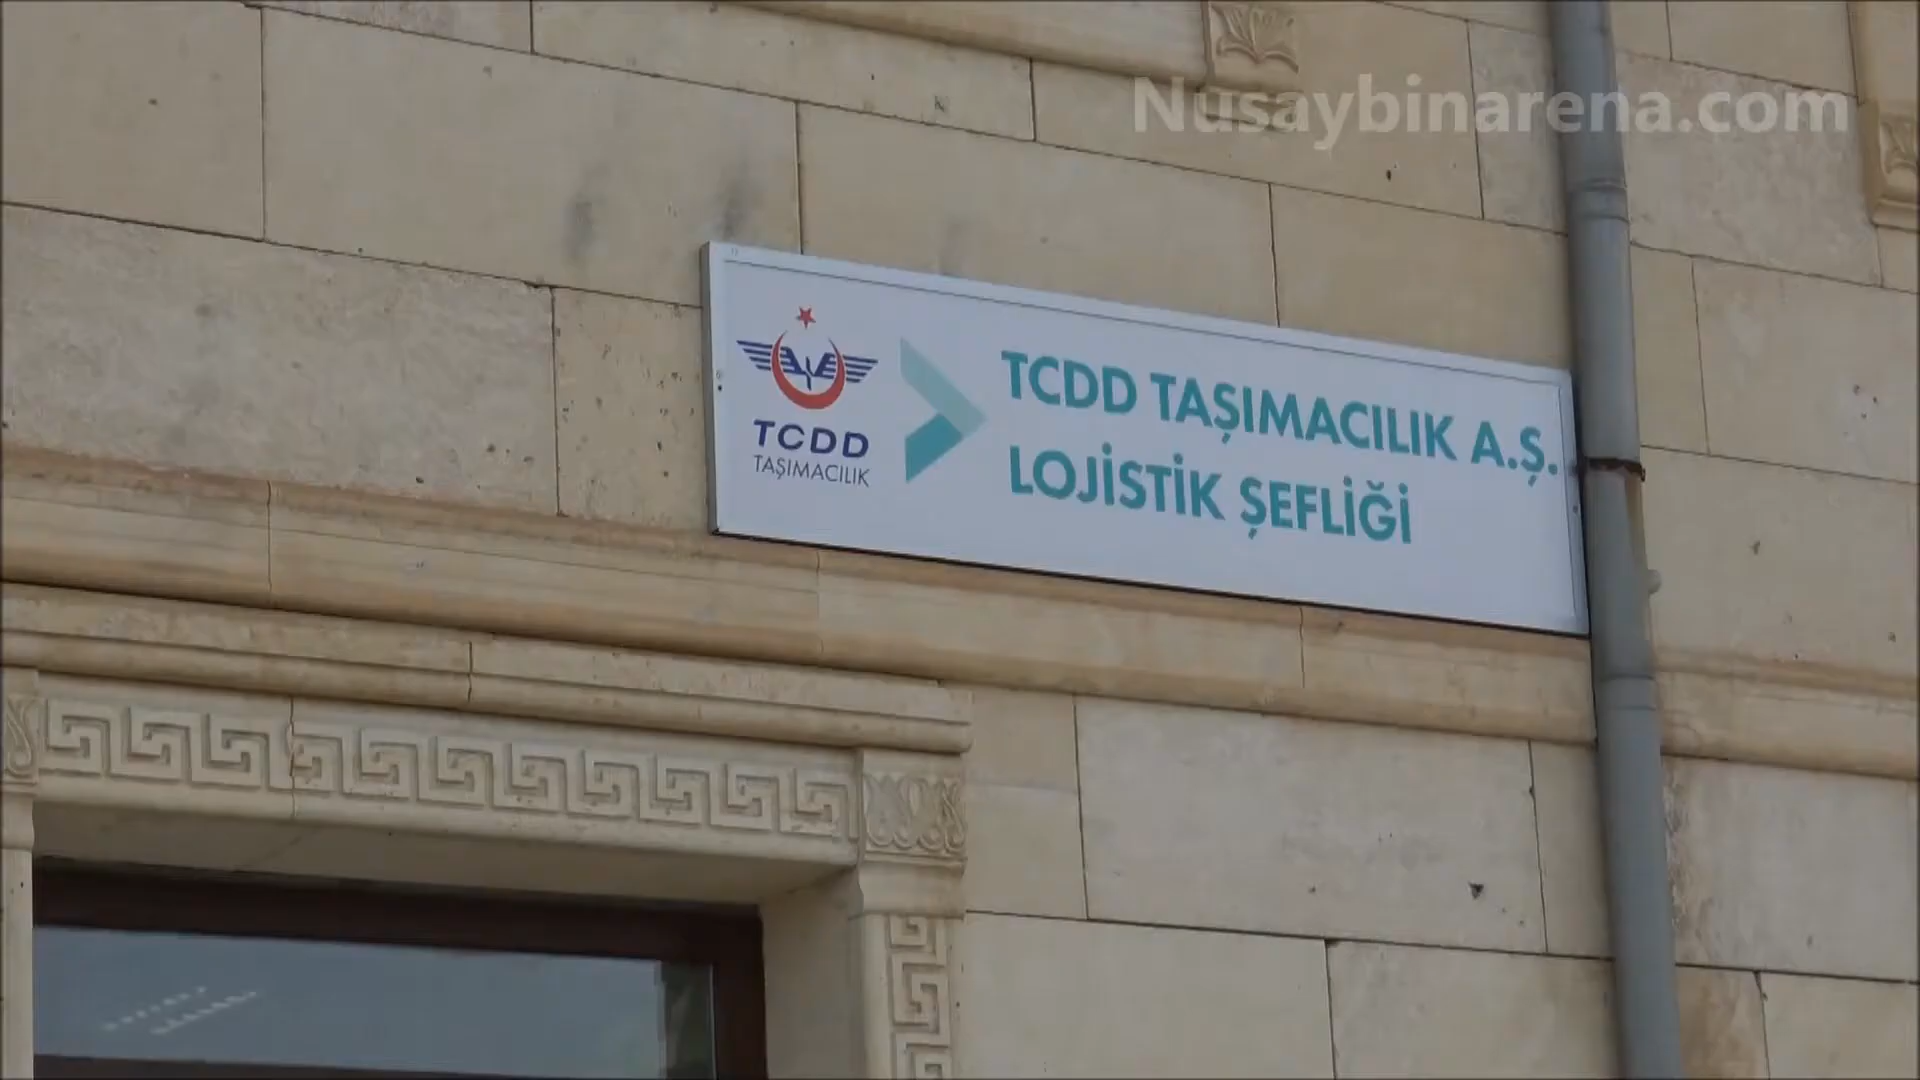 Nusaybinarena.com
TCDD TAŞIMACILIK A.Ş.
LOJİSTİK ŞEFLİĞİ
TCDD
TAŞIMACILIK